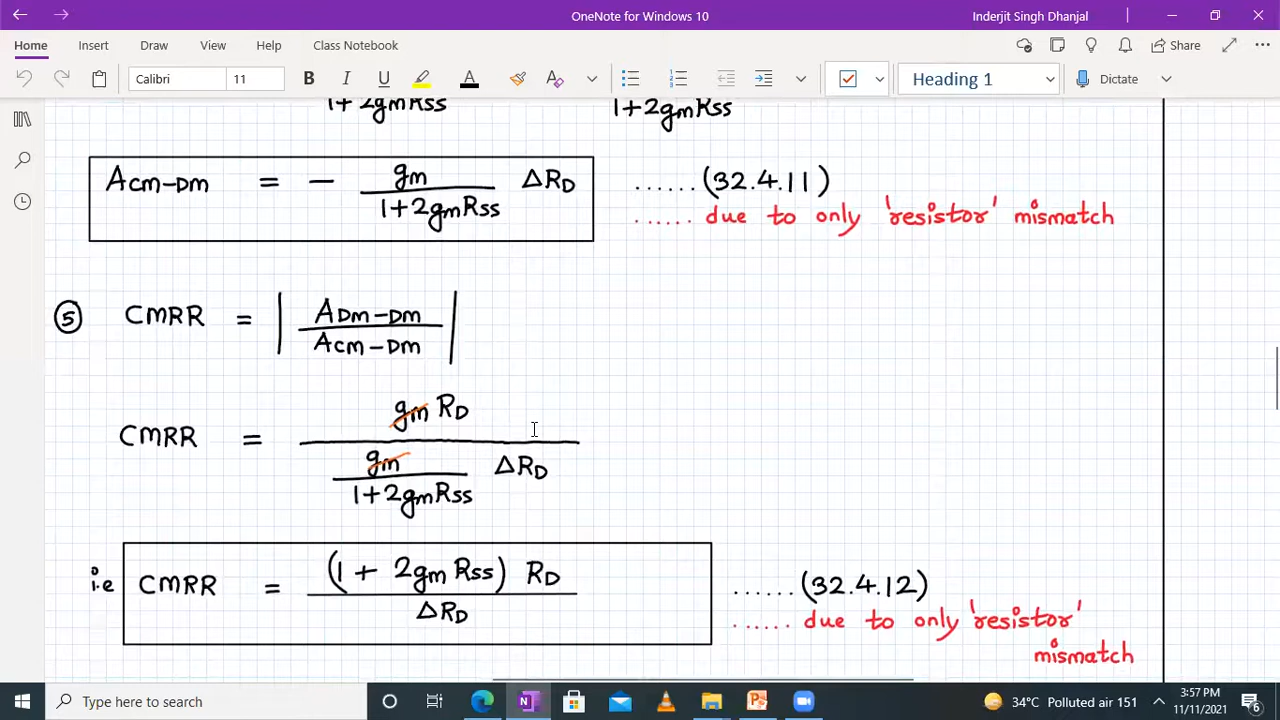 OneNote for Windows 10
Inderjit Singh Dhanjal
Home Insert Draw View Help Class Notebook
Share
Calibri 11 B I U A Heading 1 Dictate
1+2gmRss 1+2gmRss
Acm-Dm = - gm ΔRD ......(32.4.11)
1+2gmRss
...... due to only 'resistor' mismatch
⑤ CMRR = | ADm-Dm |
Acm-Dm
gm RD
CMRR =
gm ΔRD
1+2gmRss
i.e CMRR = (1 + 2gm Rss) RD ......(32.4.12)
ΔRD
...... due to only 'resistor'
mismatch
Type here to search
34°C Polluted air 151
3:57 PM
11/11/2021
6